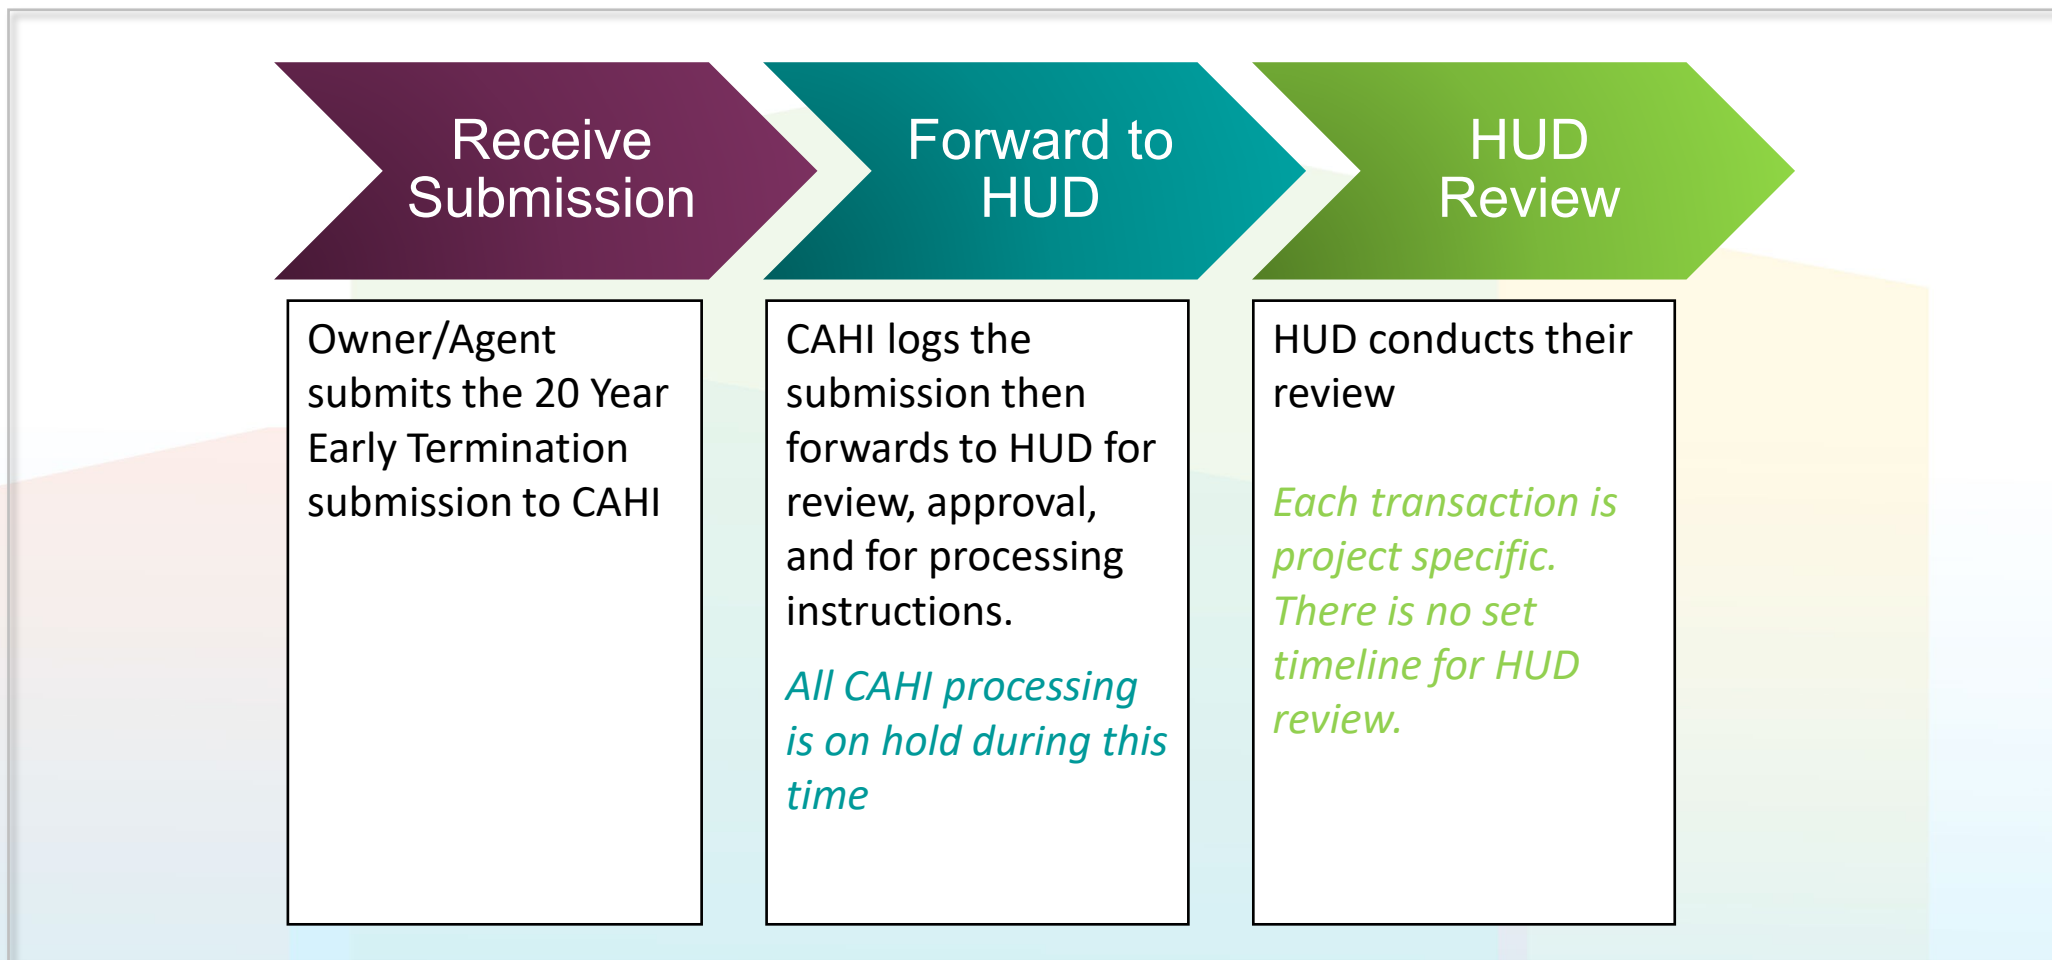 Receive
Submission
Forward to
HUD
HUD
Review
Owner/Agent
submits the 20 Year
Early Termination
submission to CAHI
CAHI logs the
submission then
forwards to HUD for
review, approval,
and for processing
instructions.
All CAHI processing
is on hold during this
time
HUD conducts their
review
Each transaction is
project specific.
There is no set
timeline for HUD
review.